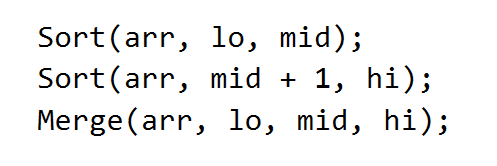 Sort(arr, lo, mid);
Sort(arr, mid + 1, hi);
Merge(arr, lo, mid, hi);